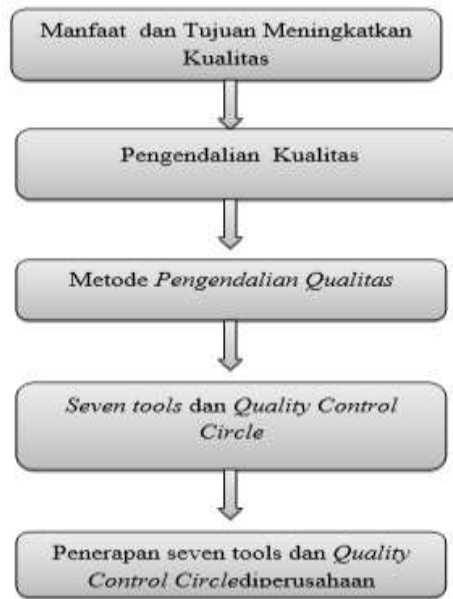 Manfaat dan Tujuan Meningkatkan
Kualitas
Pengendalian Kualitas
Metode Pengendalian Qualitas
Seven tools dan Quality Control
Circle
Penerapan seven tools dan Quality
Control Circlediperusahaan